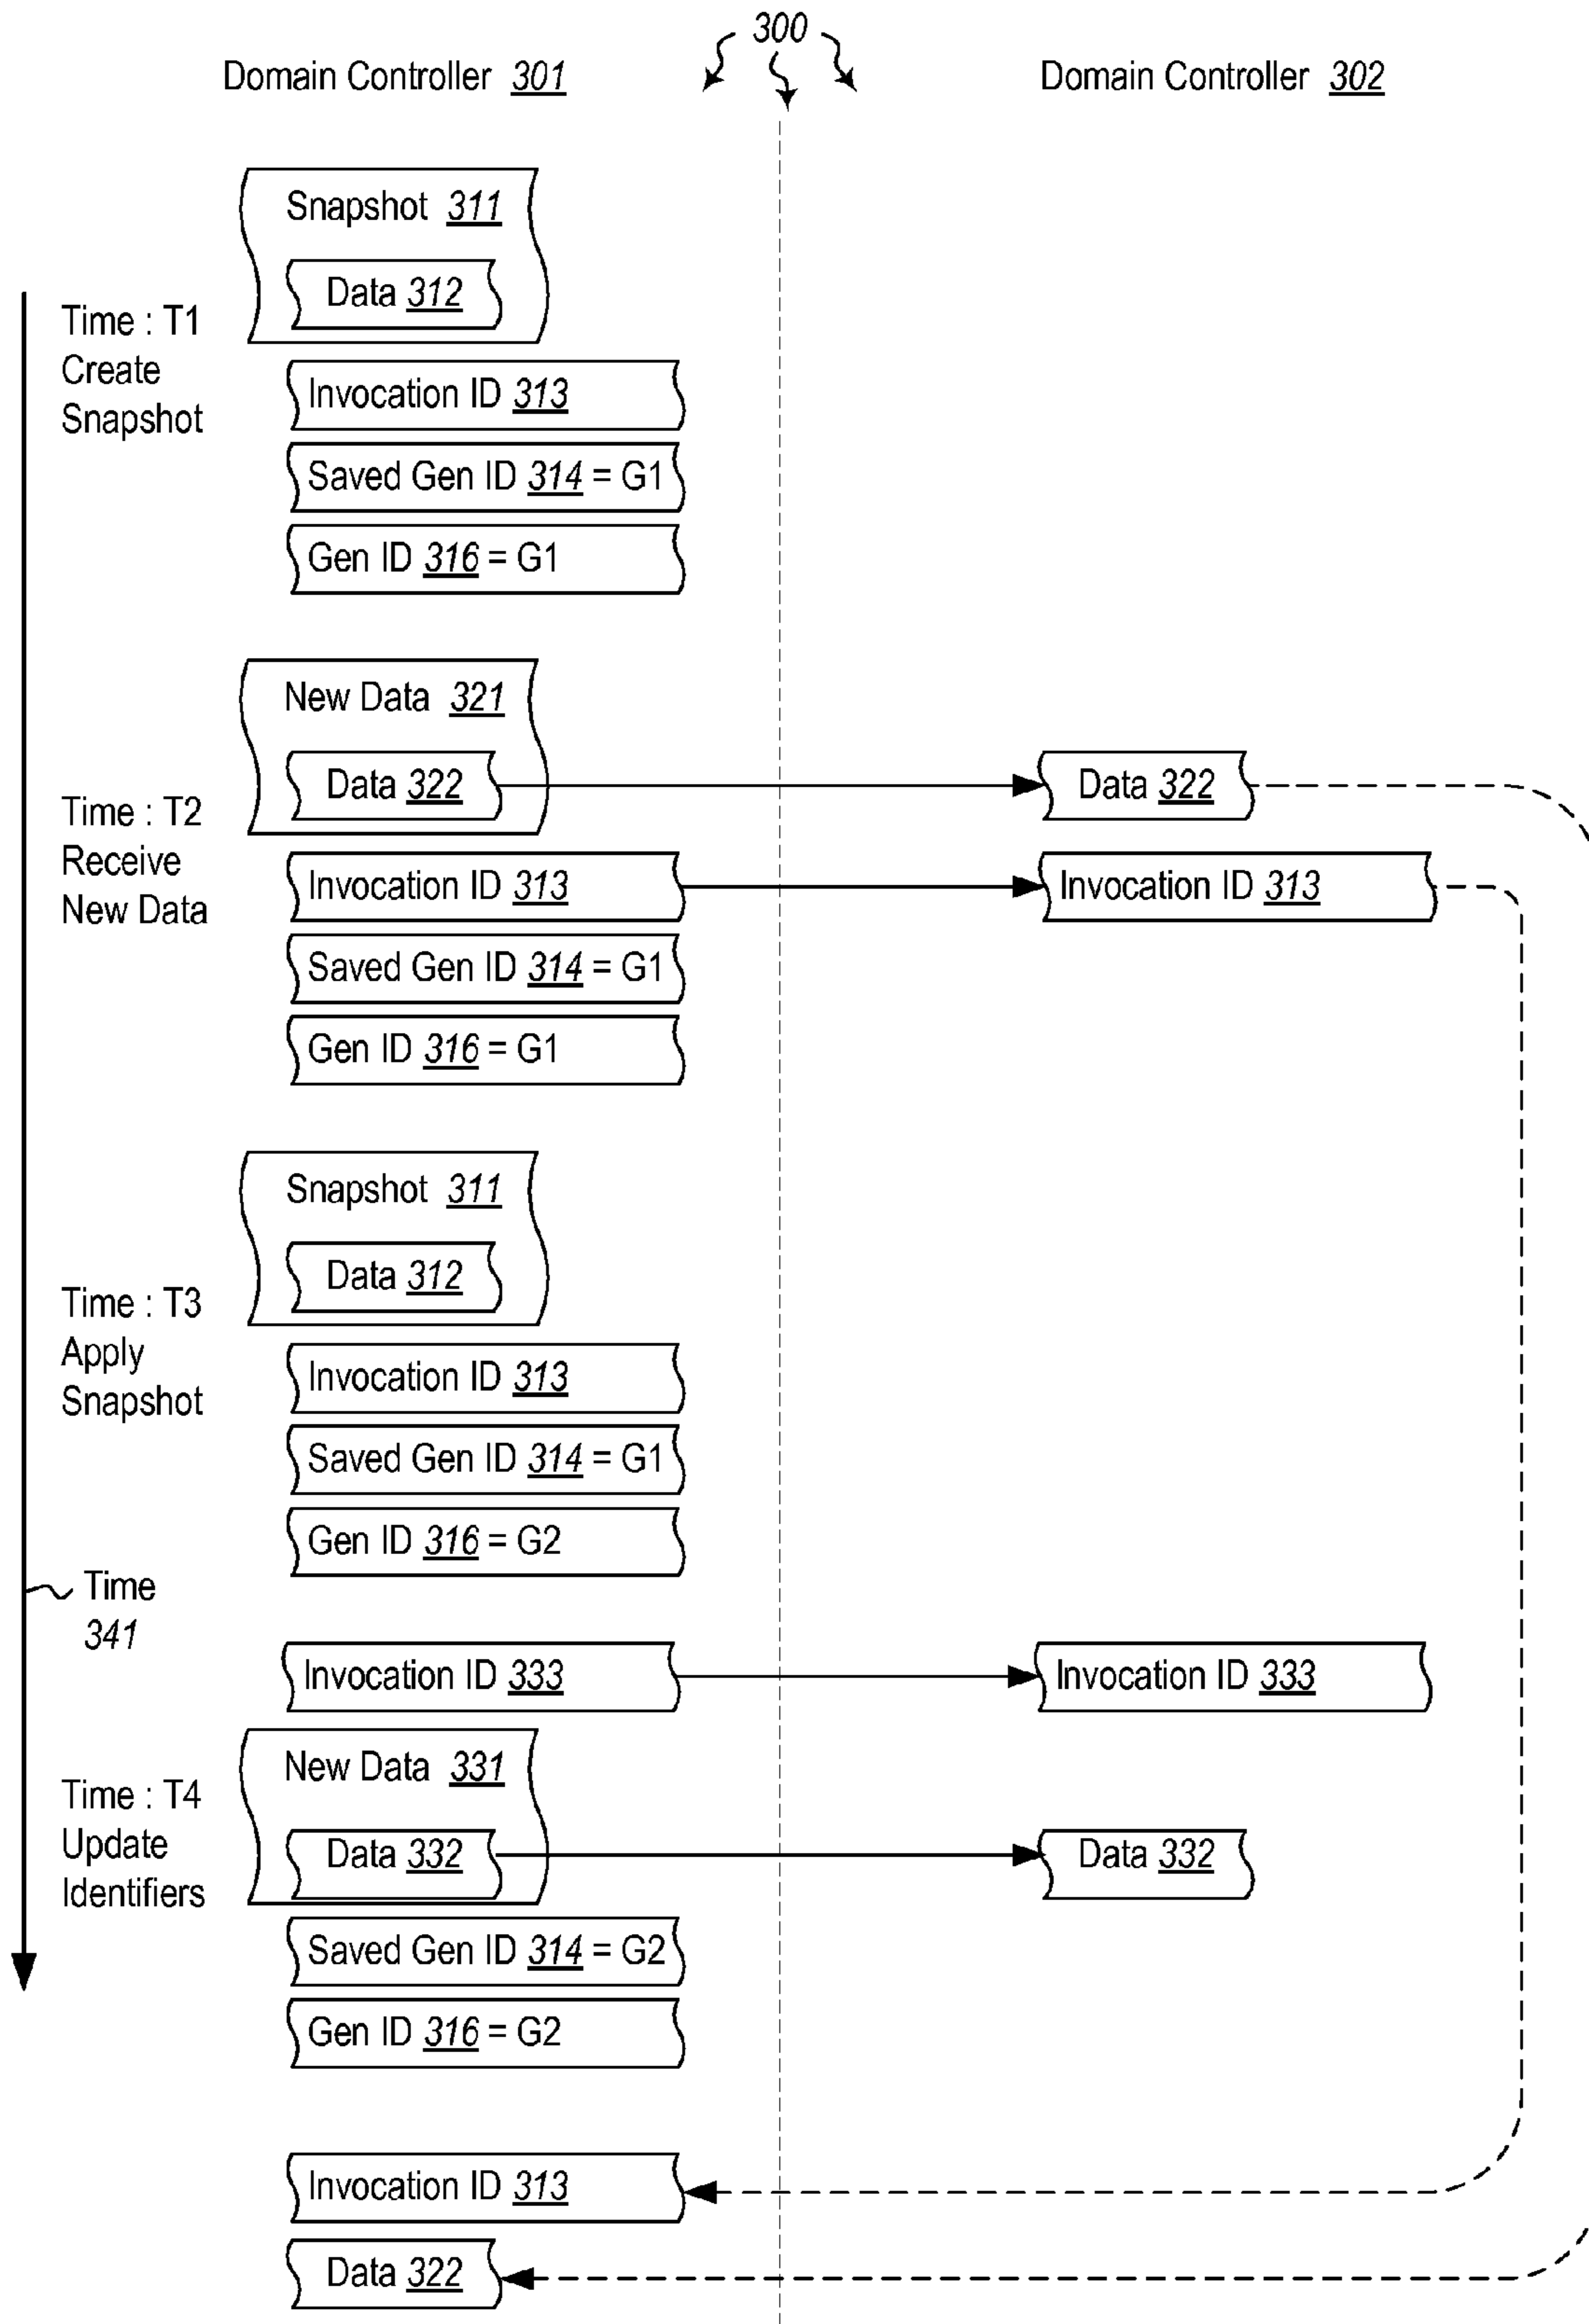 300
Domain Controller 301
Domain Controller 302
Snapshot 311
Data 312
Time : T1
Create
Snapshot
Invocation ID 313
Saved Gen ID 314 = G1
Gen ID 316 = G1
New Data 321
Data 322
Data 322
Time : T2
Receive
New Data
Invocation ID 313
Invocation ID 313
Saved Gen ID 314 = G1
Gen ID 316 = G1
Snapshot 311
Data 312
Time : T3
Apply
Snapshot
Invocation ID 313
Saved Gen ID 314 = G1
Gen ID 316 = G2
Time
341
Invocation ID 333
Invocation ID 333
New Data 331
Time : T4
Update
Identifiers
Data 332
Data 332
Saved Gen ID 314 = G2
Gen ID 316 = G2
Invocation ID 313
Data 322